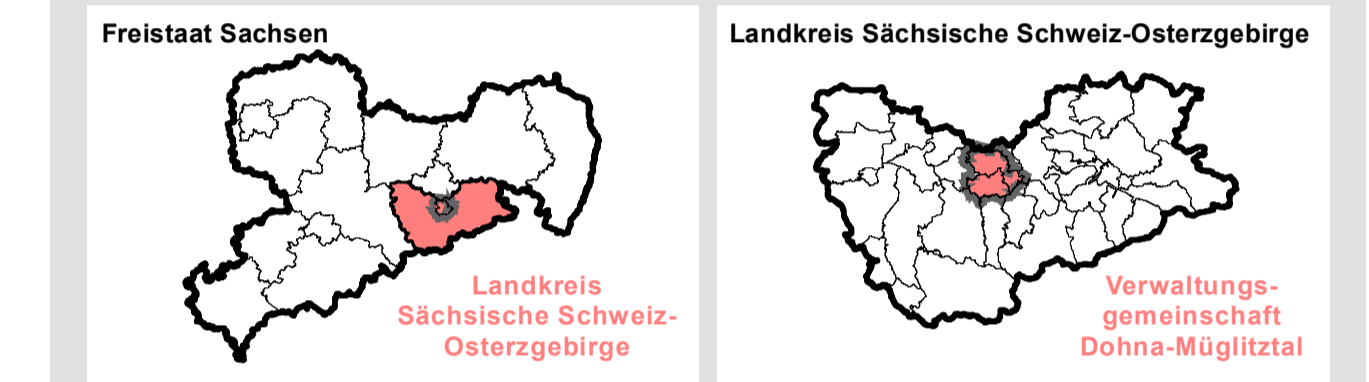 Freistaat Sachsen
Landkreis
Sächsische Schweiz-
Osterzgebirge
Landkreis Sächsische Schweiz-Osterzgebirge
Verwaltungs-
gemeinschaft
Dohna-Müglitztal